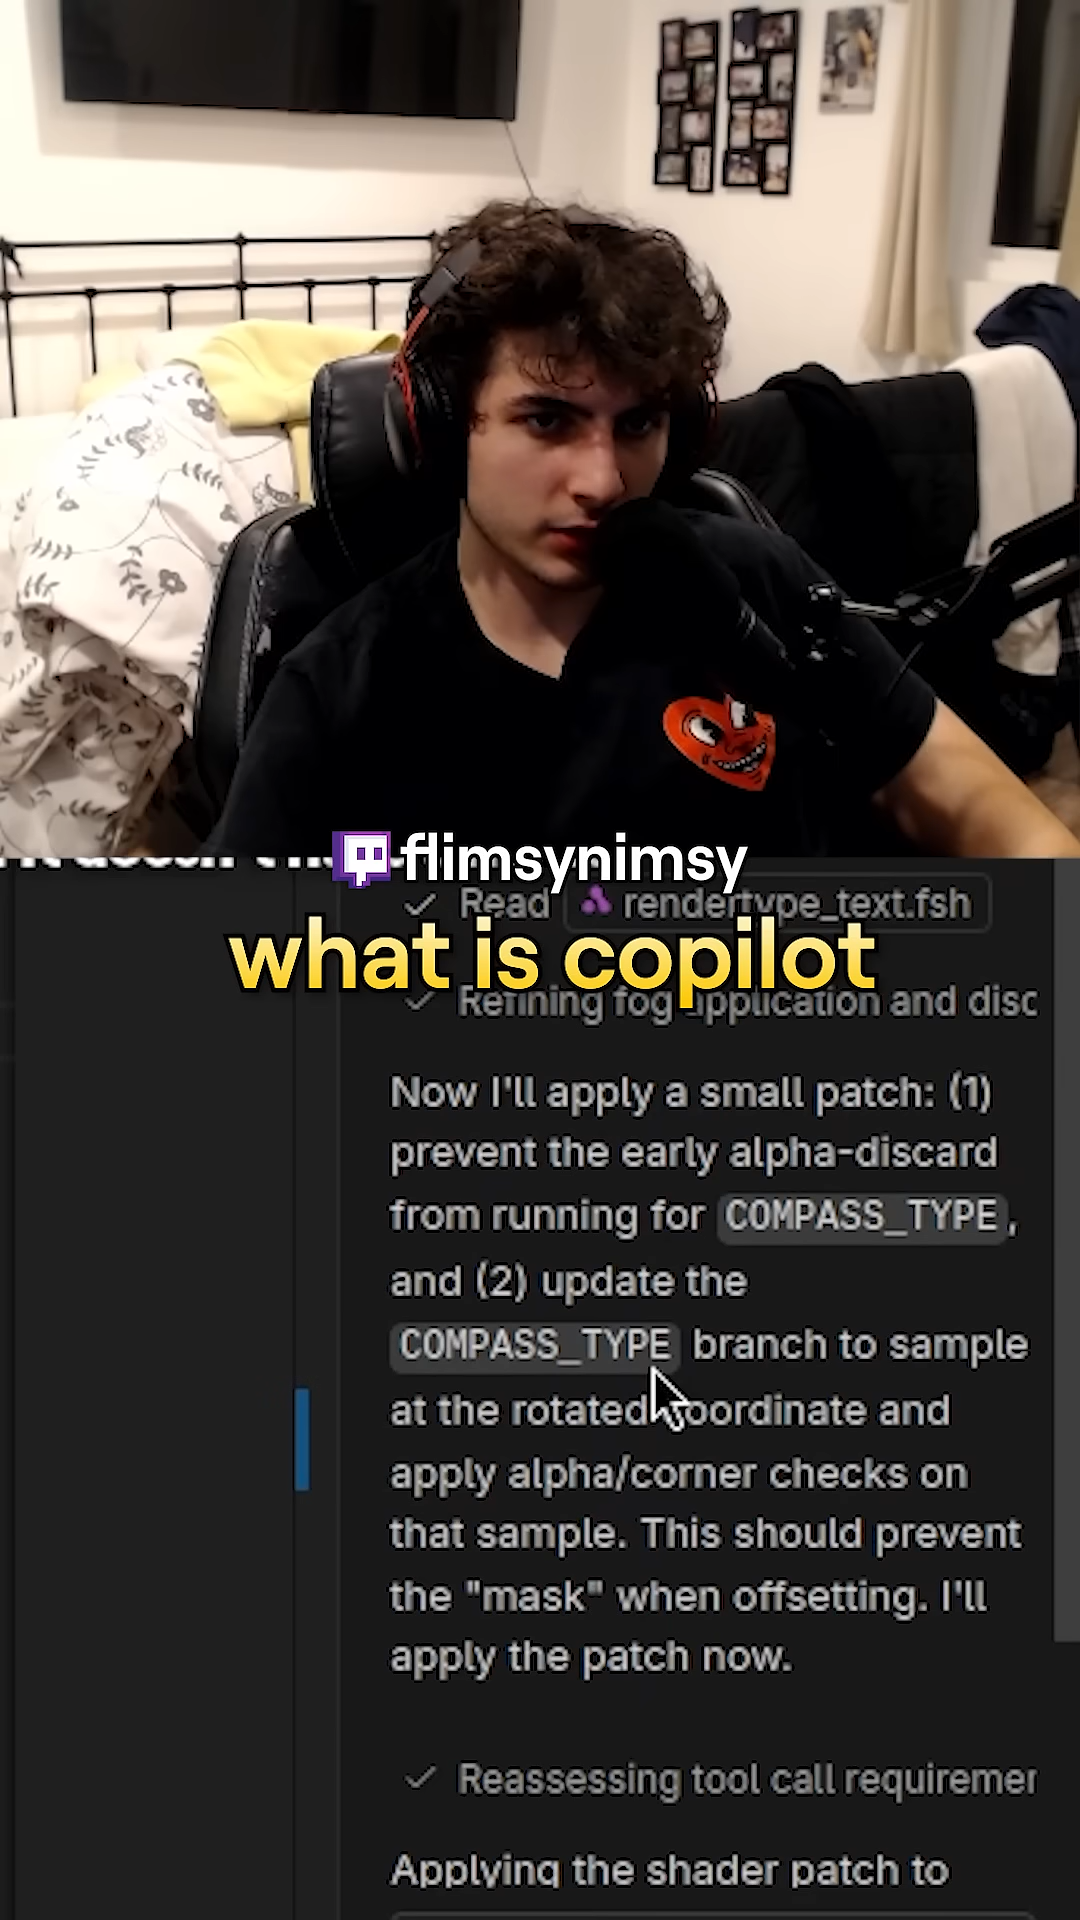 flimsynimsy
Read rendertype_text.fsh
what is copilot
Refining fog application and disc
Now I'll apply a small patch: (1)
prevent the early alpha-discard
from running for COMPASS_TYPE,
and (2) update the
COMPASS_TYPE branch to sample
at the rotated coordinate and
apply alpha/corner checks on
that sample. This should prevent
the "mask" when offsetting. I'll
apply the patch now.
Reassessing tool call requiremen
Applying the shader patch to